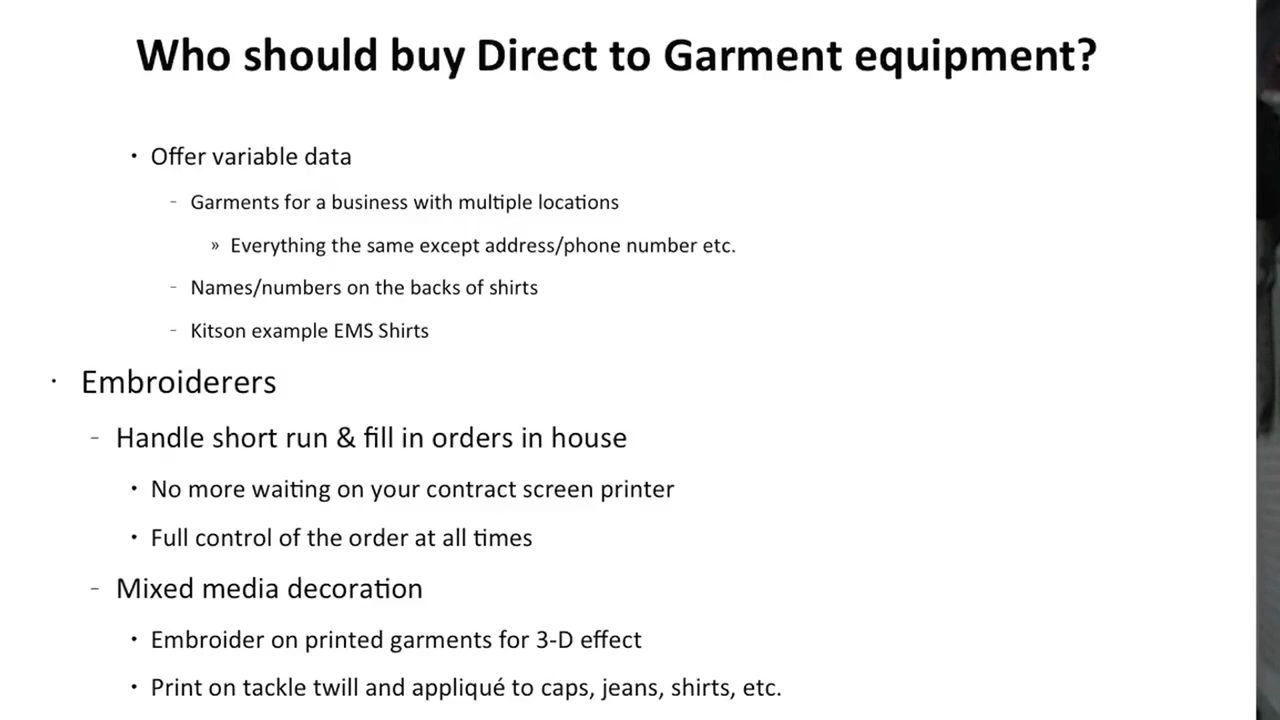 Who should buy Direct to Garment equipment?
• Offer variable data
- Garments for a business with multiple locations
» Everything the same except address/phone number etc.
- Names/numbers on the backs of shirts
- Kitson example EMS Shirts
• Embroiderers
- Handle short run & fill in orders in house
• No more waiting on your contract screen printer
• Full control of the order at all times
- Mixed media decoration
• Embroider on printed garments for 3-D effect
• Print on tackle twill and appliqué to caps, jeans, shirts, etc.